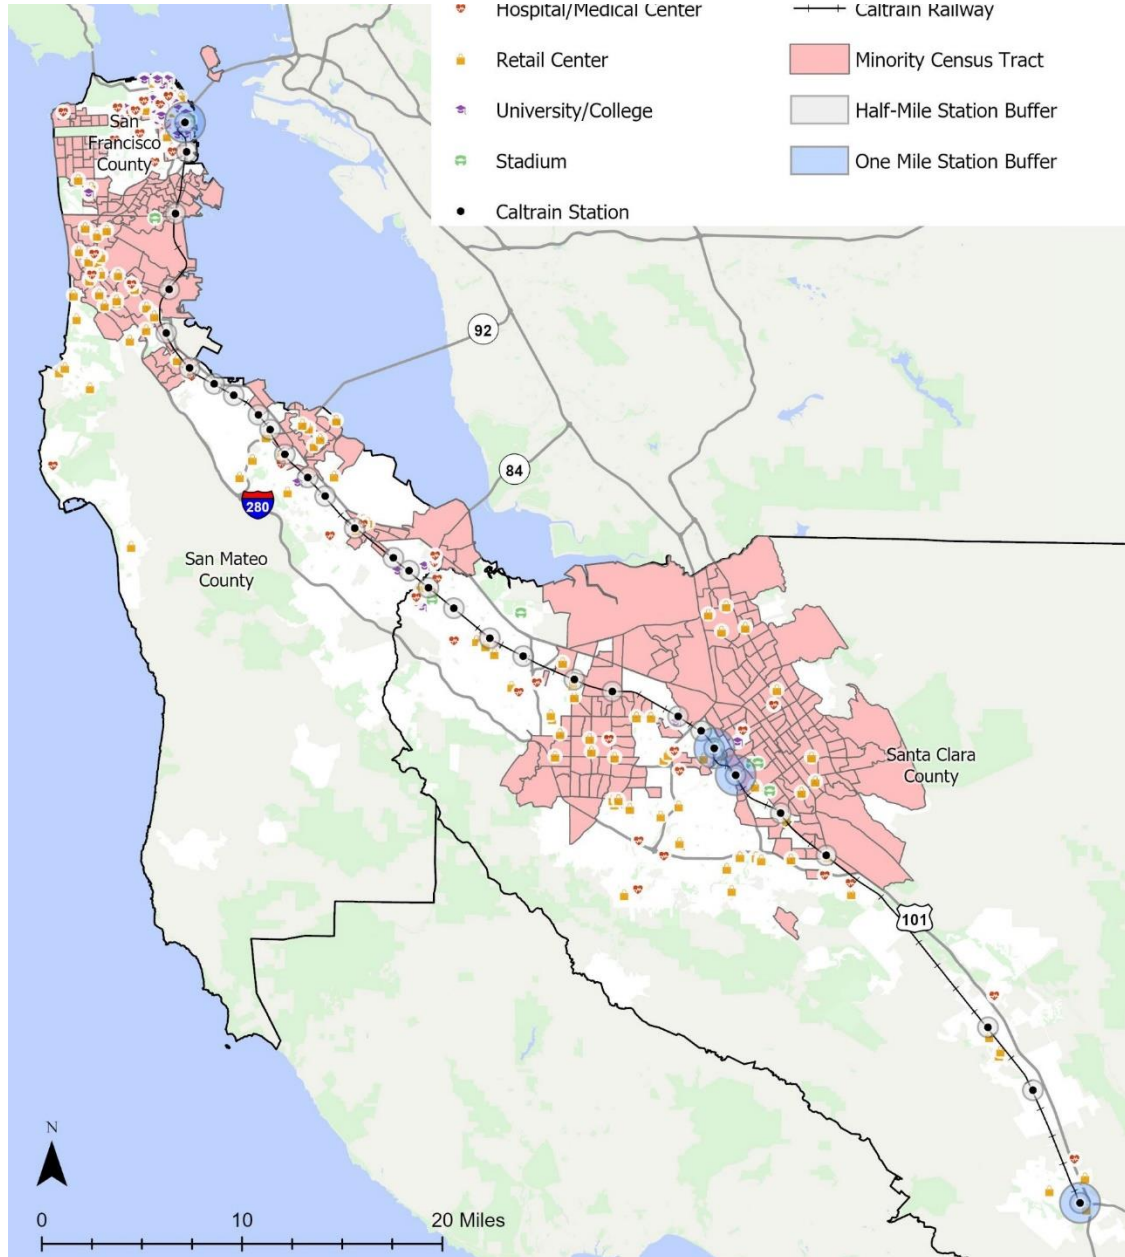 Hospital/Medical Center
Caltrain Railway
Retail Center
Minority Census Tract
University/College
Half-Mile Station Buffer
Stadium
One Mile Station Buffer
Caltrain Station
San
Francisco
County
92
84
280
San Mateo
County
Santa Clara
County
101
N
0 10 20 Miles